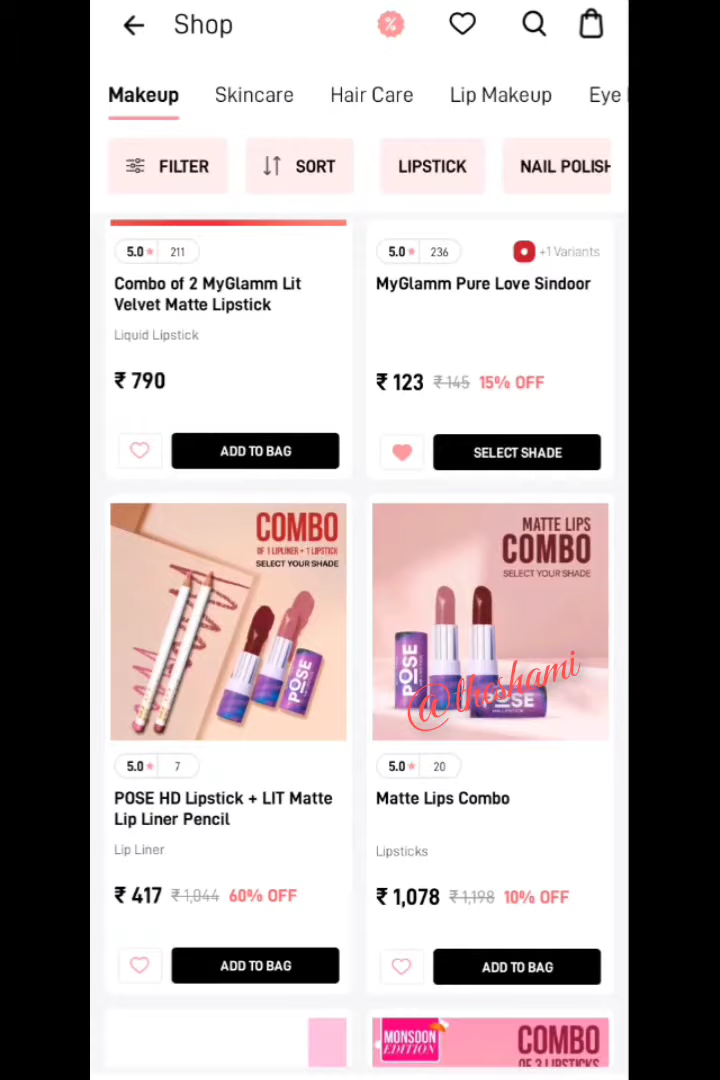 Shop
%
Makeup Skincare Hair Care Lip Makeup Eye
FILTER SORT LIPSTICK NAIL POLISH
5.0 211
Combo of 2 MyGlamm Lit
Velvet Matte Lipstick
Liquid Lipstick
₹ 790
ADD TO BAG
5.0 236 +1 Variants
MyGlamm Pure Love Sindoor
₹ 123 ₹ 145 15% OFF
SELECT SHADE
COMBO
OF 1 LIPLINER + 1 LIPSTICK
SELECT YOUR SHADE
POSE
5.0 7
POSE HD Lipstick + LIT Matte
Lip Liner Pencil
Lip Liner
₹ 417 ₹ 1,044 60% OFF
ADD TO BAG
MATTE LIPS
COMBO
SELECT YOUR SHADE
POSE
@theshami
POSE
5.0 20
Matte Lips Combo
Lipsticks
₹ 1,078 ₹ 1,198 10% OFF
ADD TO BAG
MONSOON
EDITION
COMBO
OF 3 LIPSTICKS